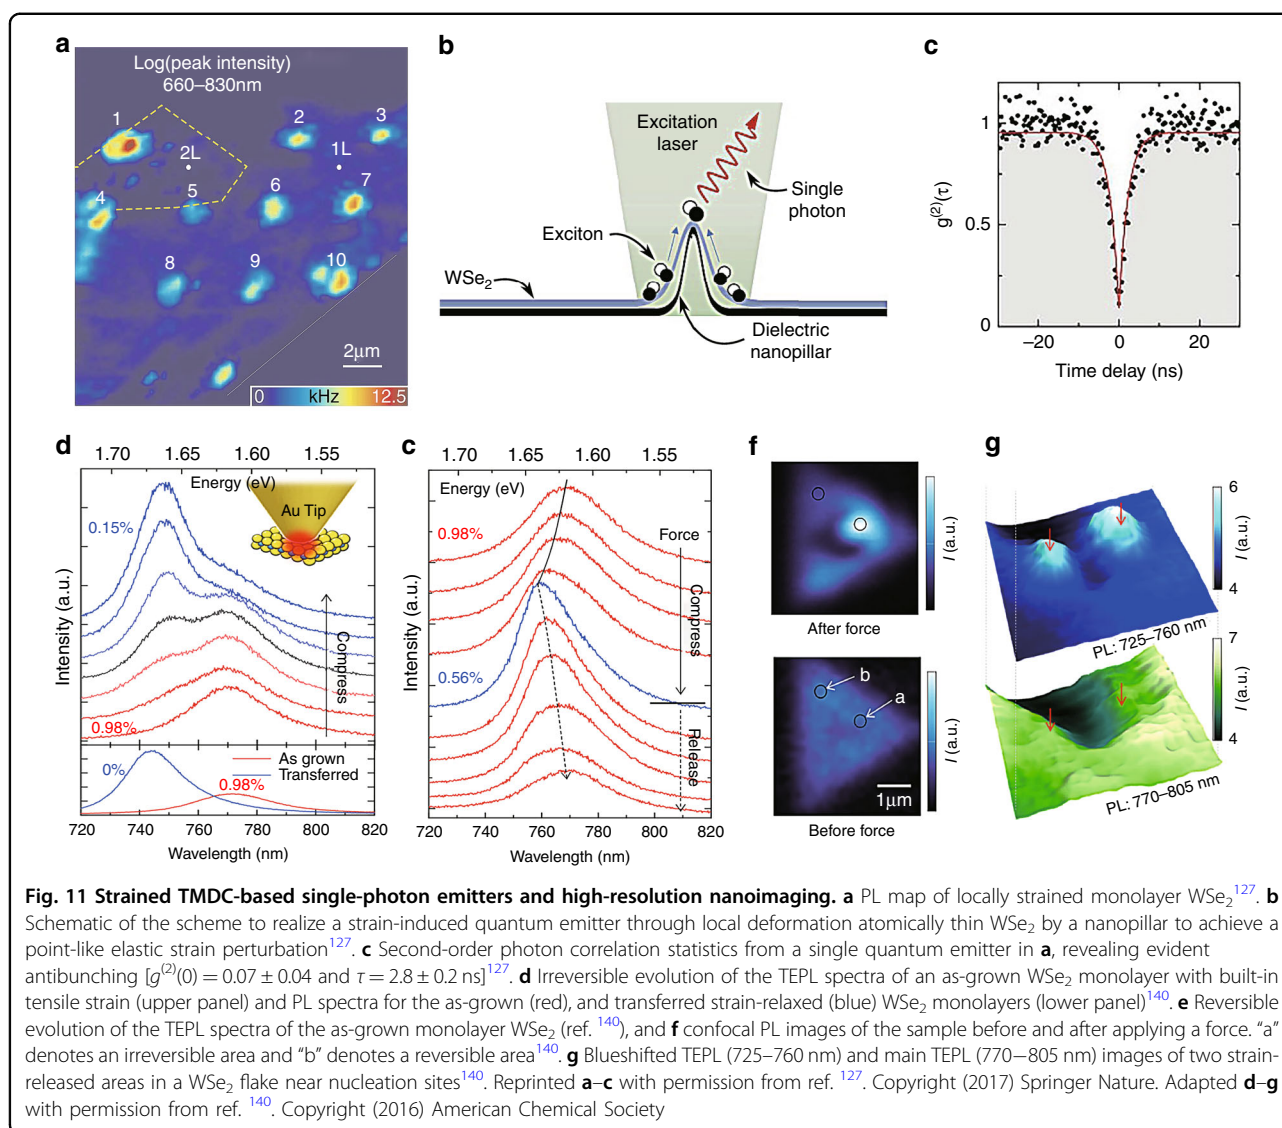 a
Log(peak intensity)
660–830nm
1
2
3
2L
1L
4
5
6
7
8
9
10
2μm
0 kHz 12.5
b
Excitation
laser
Single
photon
Exciton
WSe2
Dielectric
nanopillar
c
g(2)(τ)
1
0.5
0
−20 0 20
Time delay (ns)
d
1.70 1.65 1.60 1.55
Energy (eV)
Au Tip
0.15%
Compress
0.98%
Intensity (a.u.)
As grown
Transferred
0%
0.98%
720 740 760 780 800 820
Wavelength (nm)
c
1.70 1.65 1.60 1.55
Energy (eV)
0.98%
Force
Compress
0.56%
Release
Intensity (a.u.)
720 740 760 780 800 820
Wavelength (nm)
f
I (a.u.)
After force
b
a
I (a.u.)
1μm
Before force
g
6
I (a.u.)
4
PL: 725–760 nm
7
I (a.u.)
4
PL: 770–805 nm
Fig. 11 Strained TMDC-based single-photon emitters and high-resolution nanoimaging. a PL map of locally strained monolayer WSe2127. b
Schematic of the scheme to realize a strain-induced quantum emitter through local deformation atomically thin WSe2 by a nanopillar to achieve a
point-like elastic strain perturbation127. c Second-order photon correlation statistics from a single quantum emitter in a, revealing evident
antibunching [g(2)(0) = 0.07 ± 0.04 and τ = 2.8 ± 0.2 ns]127. d Irreversible evolution of the TEPL spectra of an as-grown WSe2 monolayer with built-in
tensile strain (upper panel) and PL spectra for the as-grown (red), and transferred strain-relaxed (blue) WSe2 monolayers (lower panel)140. e Reversible
evolution of the TEPL spectra of the as-grown monolayer WSe2 (ref. 140), and f confocal PL images of the sample before and after applying a force. “a”
denotes an irreversible area and “b” denotes a reversible area140. g Blueshifted TEPL (725–760 nm) and main TEPL (770−805 nm) images of two strain-
released areas in a WSe2 flake near nucleation sites140. Reprinted a–c with permission from ref. 127. Copyright (2017) Springer Nature. Adapted d–g
with permission from ref. 140. Copyright (2016) American Chemical Society